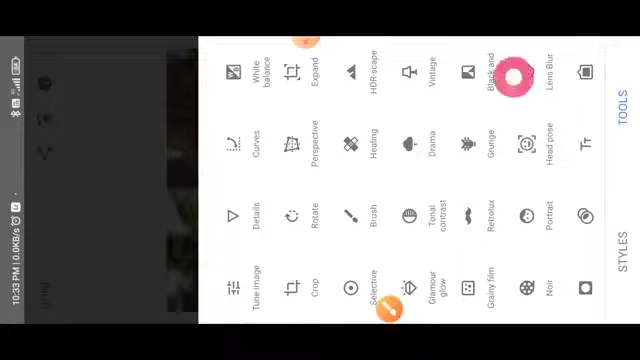 10:33 PM | 0.0KB/s
Tune image
Details
Curves
White balance
Crop
Rotate
Perspective
Expand
Selective
Brush
Healing
HDR-scape
Glamour glow
Tonal contrast
Drama
Vintage
Grainy film
Retrolux
Grunge
Black and
Noir
Portrait
Head pose
Lens Blur
STYLES
TOOLS